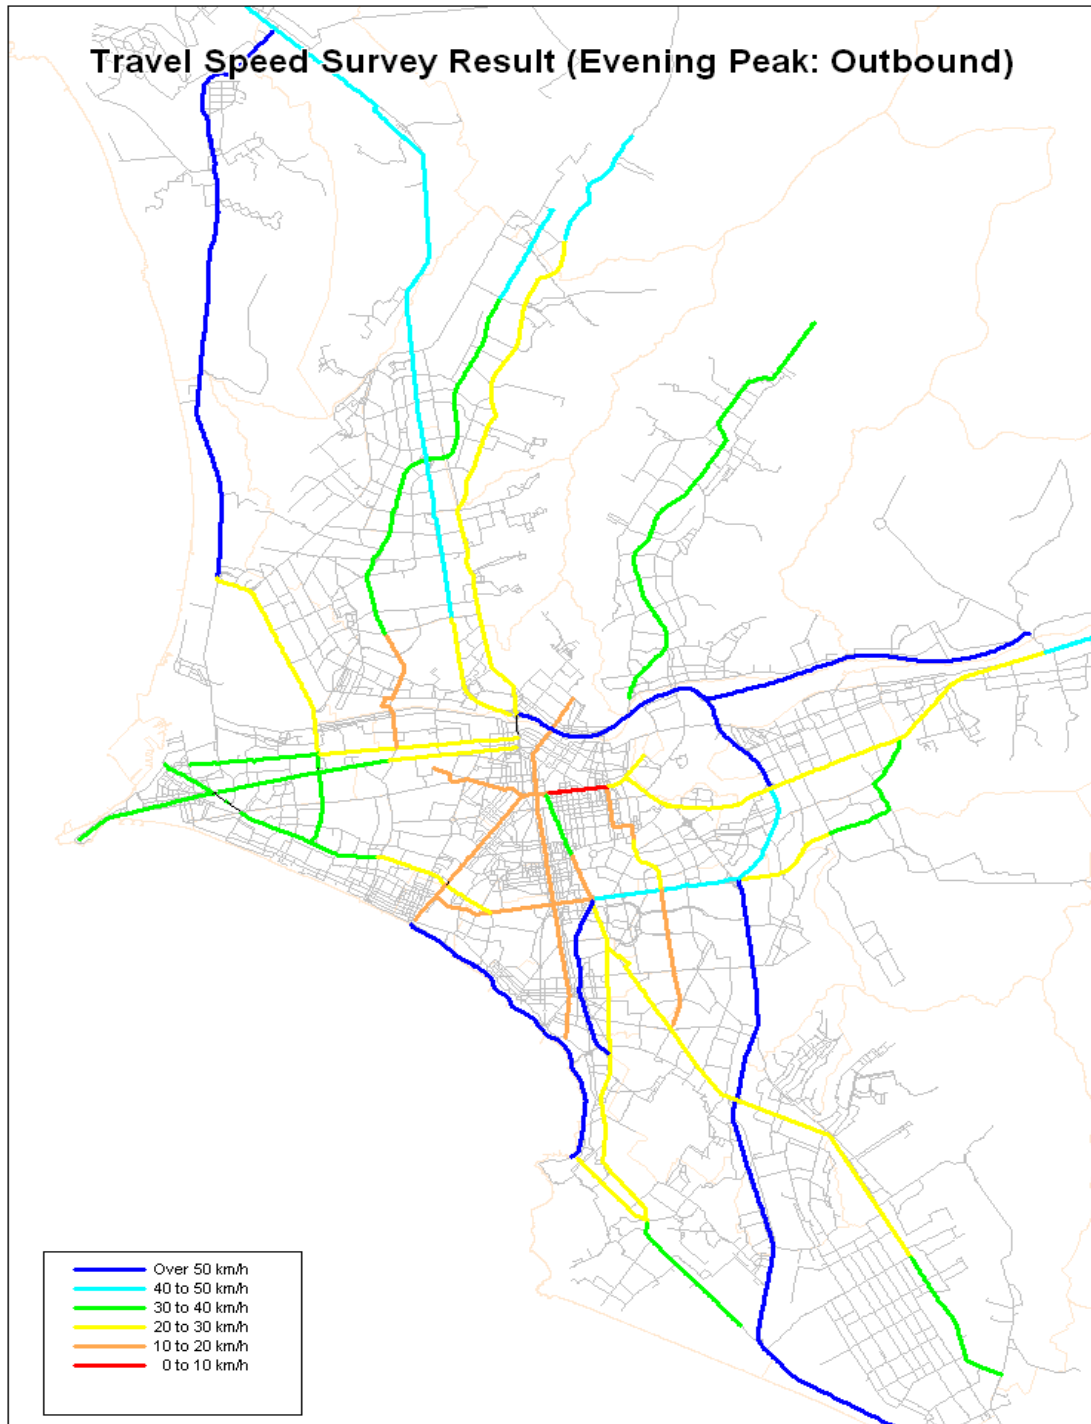 Travel Speed Survey Result (Evening Peak: Outbound)
Over 50 km/h
40 to 50 km/h
30 to 40 km/h
20 to 30 km/h
10 to 20 km/h
0 to 10 km/h